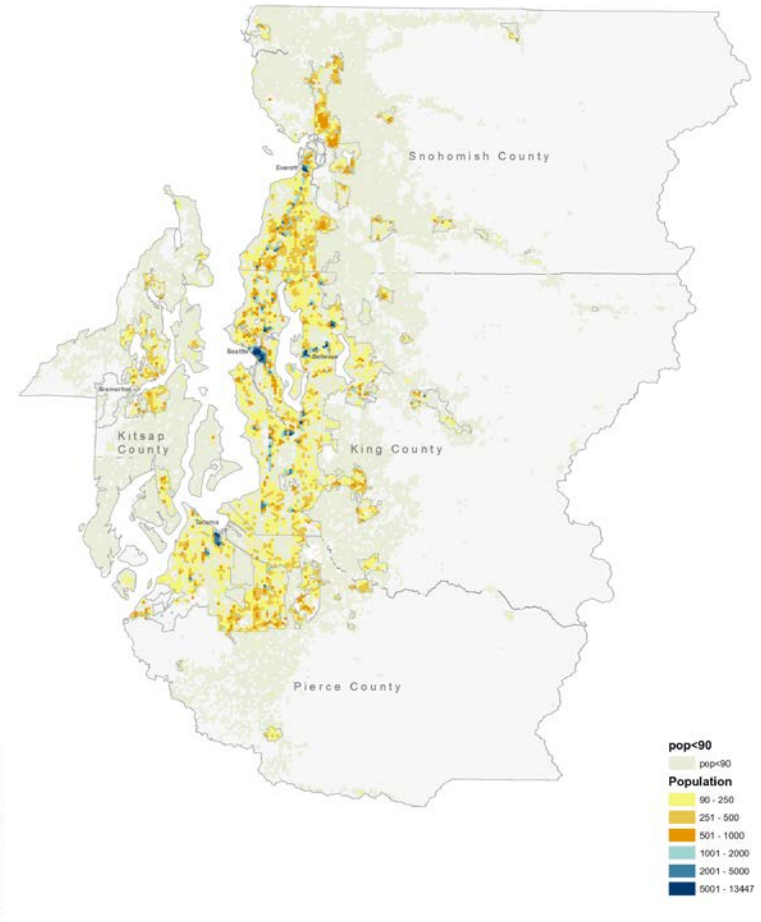 Snohomish County
Everett
Seattle
Bellevue
Bremerton
Kitsap
County
King County
Tacoma
Pierce County
pop<90
pop<90
Population
90 - 250
251 - 500
501 - 1000
1001 - 2000
2001 - 5000
5001 - 13447